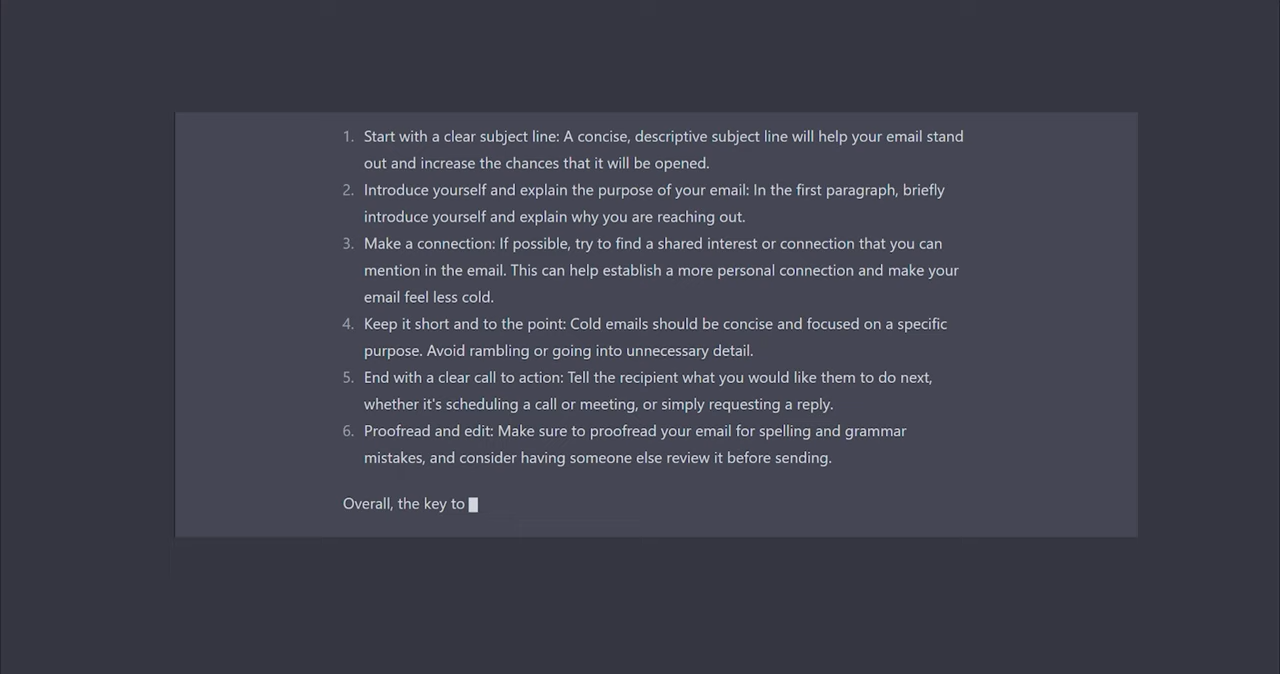 1. Start with a clear subject line: A concise, descriptive subject line will help your email stand
out and increase the chances that it will be opened.
2. Introduce yourself and explain the purpose of your email: In the first paragraph, briefly
introduce yourself and explain why you are reaching out.
3. Make a connection: If possible, try to find a shared interest or connection that you can
mention in the email. This can help establish a more personal connection and make your
email feel less cold.
4. Keep it short and to the point: Cold emails should be concise and focused on a specific
purpose. Avoid rambling or going into unnecessary detail.
5. End with a clear call to action: Tell the recipient what you would like them to do next,
whether it's scheduling a call or meeting, or simply requesting a reply.
6. Proofread and edit: Make sure to proofread your email for spelling and grammar
mistakes, and consider having someone else review it before sending.
Overall, the key to